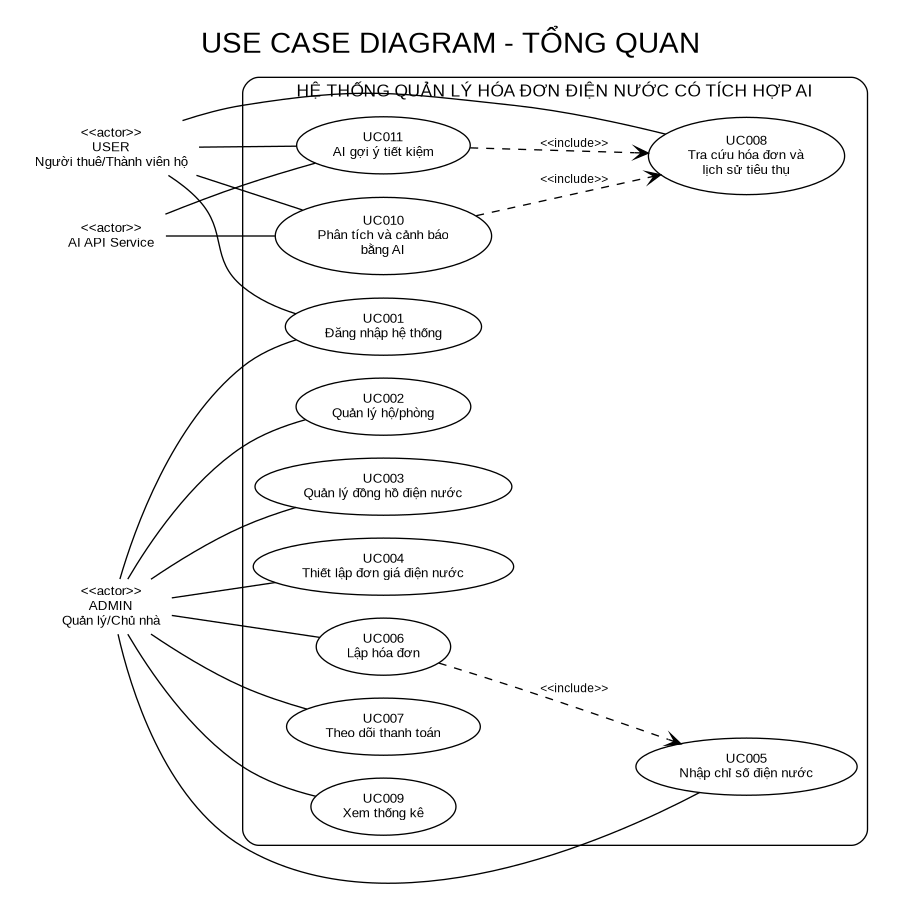 USE CASE DIAGRAM - TỔNG QUAN
HỆ THỐNG QUẢN LÝ HÓA ĐƠN ĐIỆN NƯỚC CÓ TÍCH HỢP AI
<<actor>>
USER
Người thuê/Thành viên hộ
<<actor>>
AI API Service
UC011
AI gợi ý tiết kiệm
<<include>>
UC008
Tra cứu hóa đơn và
lịch sử tiêu thụ
<<include>>
UC010
Phân tích và cảnh báo
bằng AI
UC001
Đăng nhập hệ thống
UC002
Quản lý hộ/phòng
UC003
Quản lý đồng hồ điện nước
UC004
Thiết lập đơn giá điện nước
<<actor>>
ADMIN
Quản lý/Chủ nhà
UC006
Lập hóa đơn
<<include>>
UC007
Theo dõi thanh toán
UC005
Nhập chỉ số điện nước
UC009
Xem thống kê